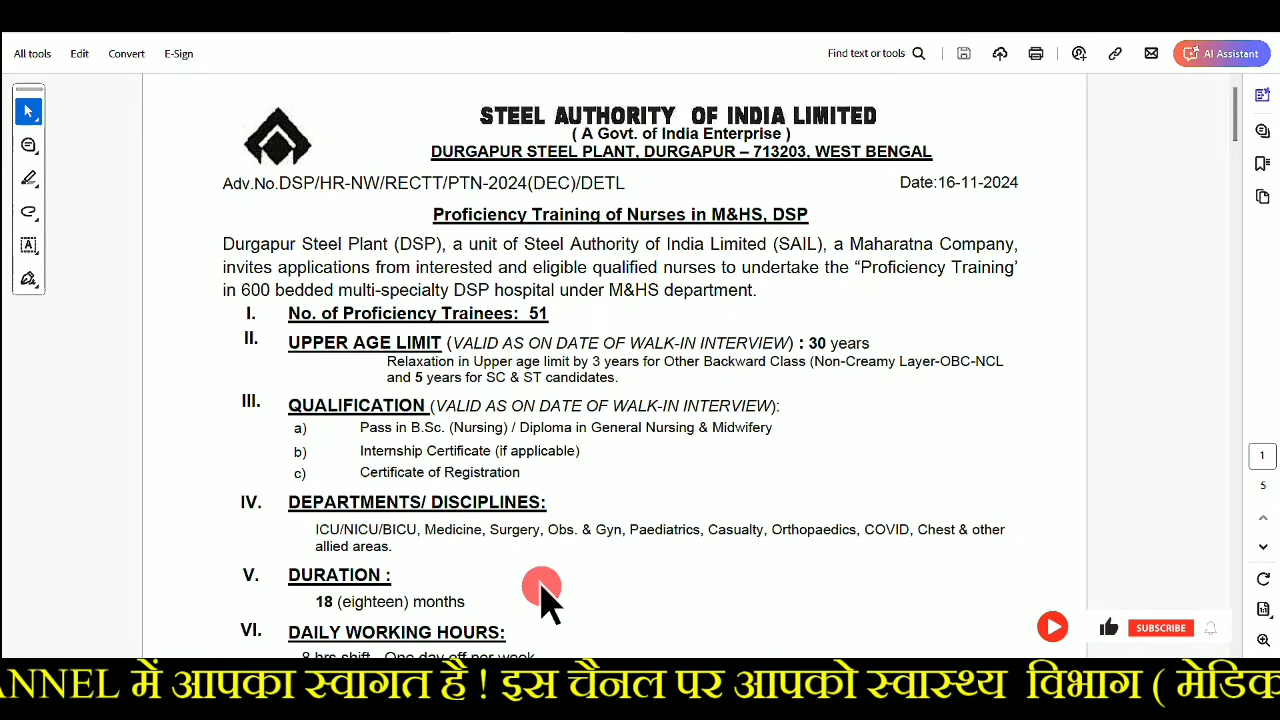 All tools Edit Convert E-Sign Find text or tools AI Assistant
STEEL AUTHORITY OF INDIA LIMITED
( A Govt. of India Enterprise )
DURGAPUR STEEL PLANT, DURGAPUR – 713203, WEST BENGAL
Adv.No.DSP/HR-NW/RECTT/PTN-2024(DEC)/DETL Date:16-11-2024
Proficiency Training of Nurses in M&HS, DSP
Durgapur Steel Plant (DSP), a unit of Steel Authority of India Limited (SAIL), a Maharatna Company,
invites applications from interested and eligible qualified nurses to undertake the “Proficiency Training’
in 600 bedded multi-specialty DSP hospital under M&HS department.
I. No. of Proficiency Trainees: 51
II. UPPER AGE LIMIT (VALID AS ON DATE OF WALK-IN INTERVIEW) : 30 years
Relaxation in Upper age limit by 3 years for Other Backward Class (Non-Creamy Layer-OBC-NCL
and 5 years for SC & ST candidates.
III. QUALIFICATION (VALID AS ON DATE OF WALK-IN INTERVIEW):
a) Pass in B.Sc. (Nursing) / Diploma in General Nursing & Midwifery
b) Internship Certificate (if applicable)
c) Certificate of Registration
IV. DEPARTMENTS/ DISCIPLINES:
ICU/NICU/BICU, Medicine, Surgery, Obs. & Gyn, Paediatrics, Casualty, Orthopaedics, COVID, Chest & other
allied areas.
V. DURATION :
18 (eighteen) months
VI. DAILY WORKING HOURS:
8 hrs shift. One day off per week
1
5
SUBSCRIBE
ANNEL में आपका स्वागत है ! इस चैनल पर आपको स्वास्थ्य विभाग ( मेडिक